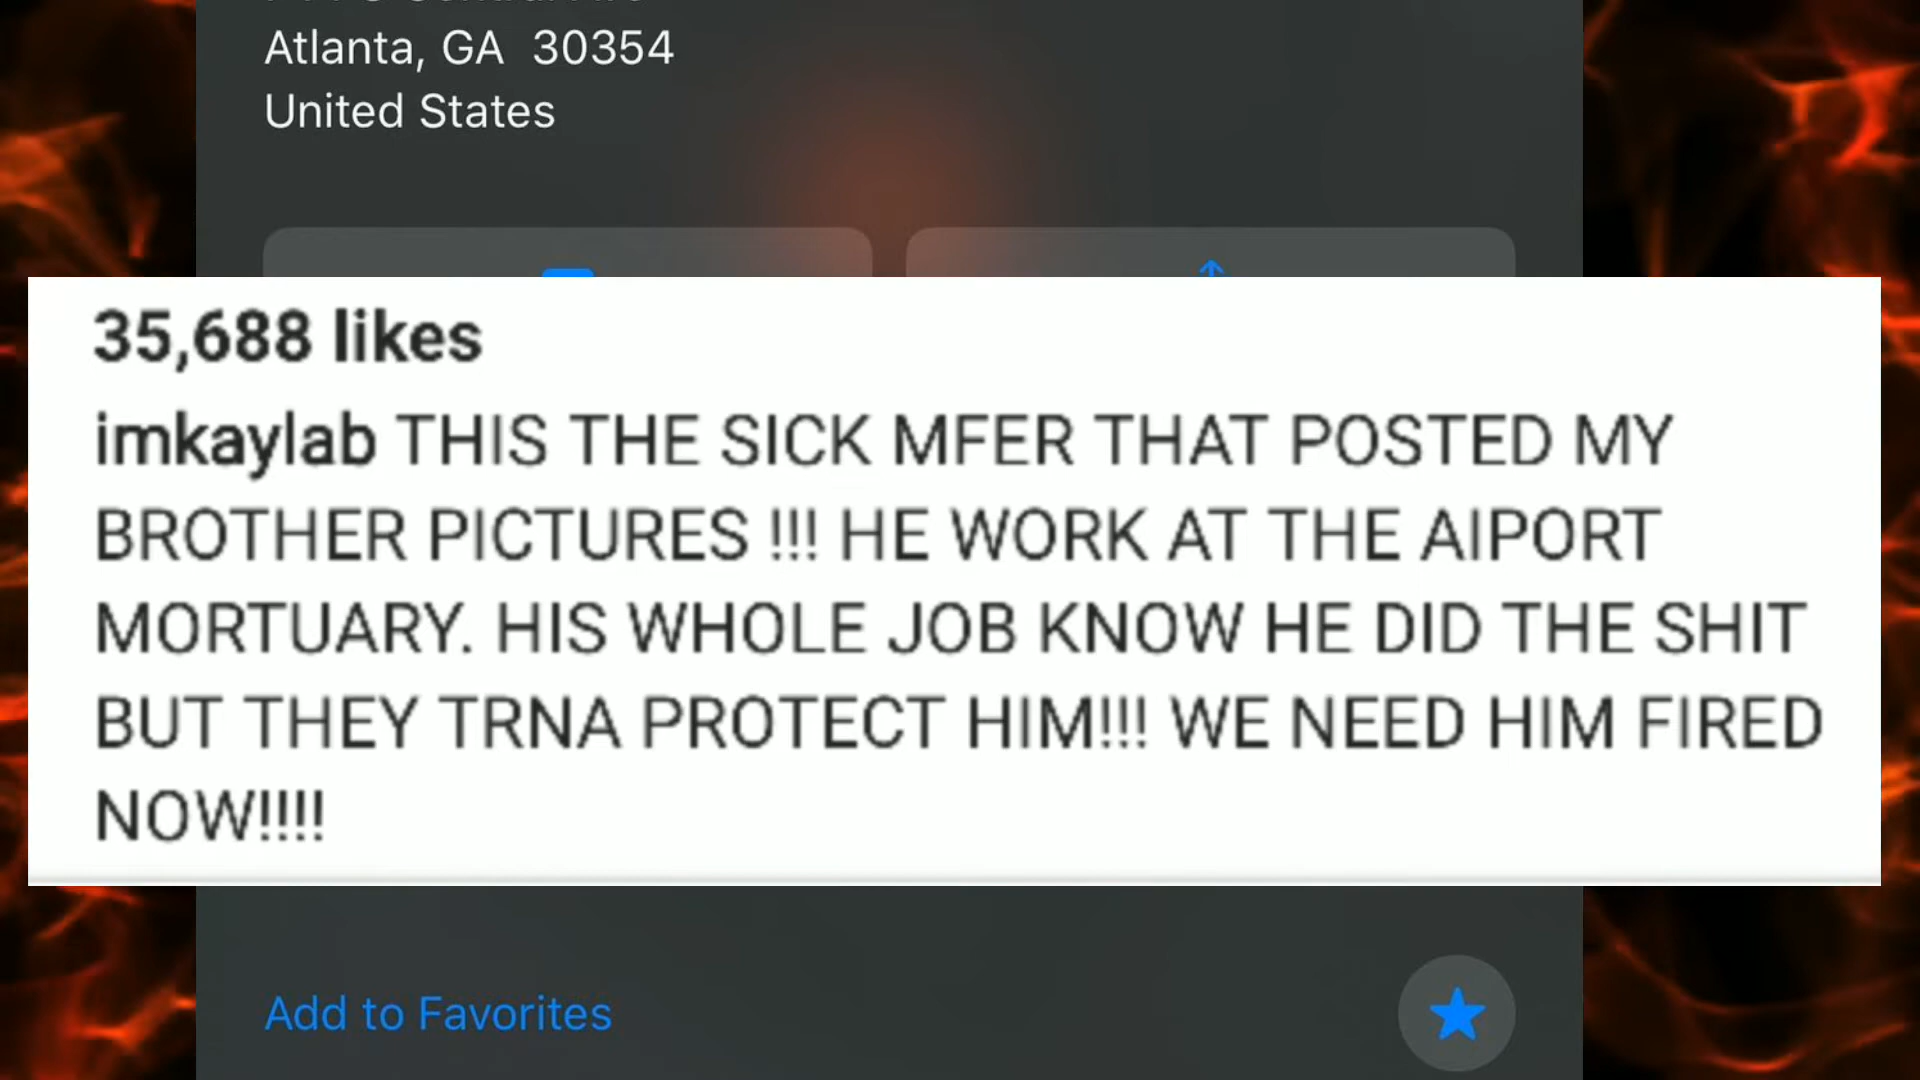 Atlanta, GA 30354
United States
35,688 likes
imkaylab THIS THE SICK MFER THAT POSTED MY
BROTHER PICTURES !!! HE WORK AT THE AIPORT
MORTUARY. HIS WHOLE JOB KNOW HE DID THE SHIT
BUT THEY TRNA PROTECT HIM!!! WE NEED HIM FIRED
NOW!!!!
Add to Favorites